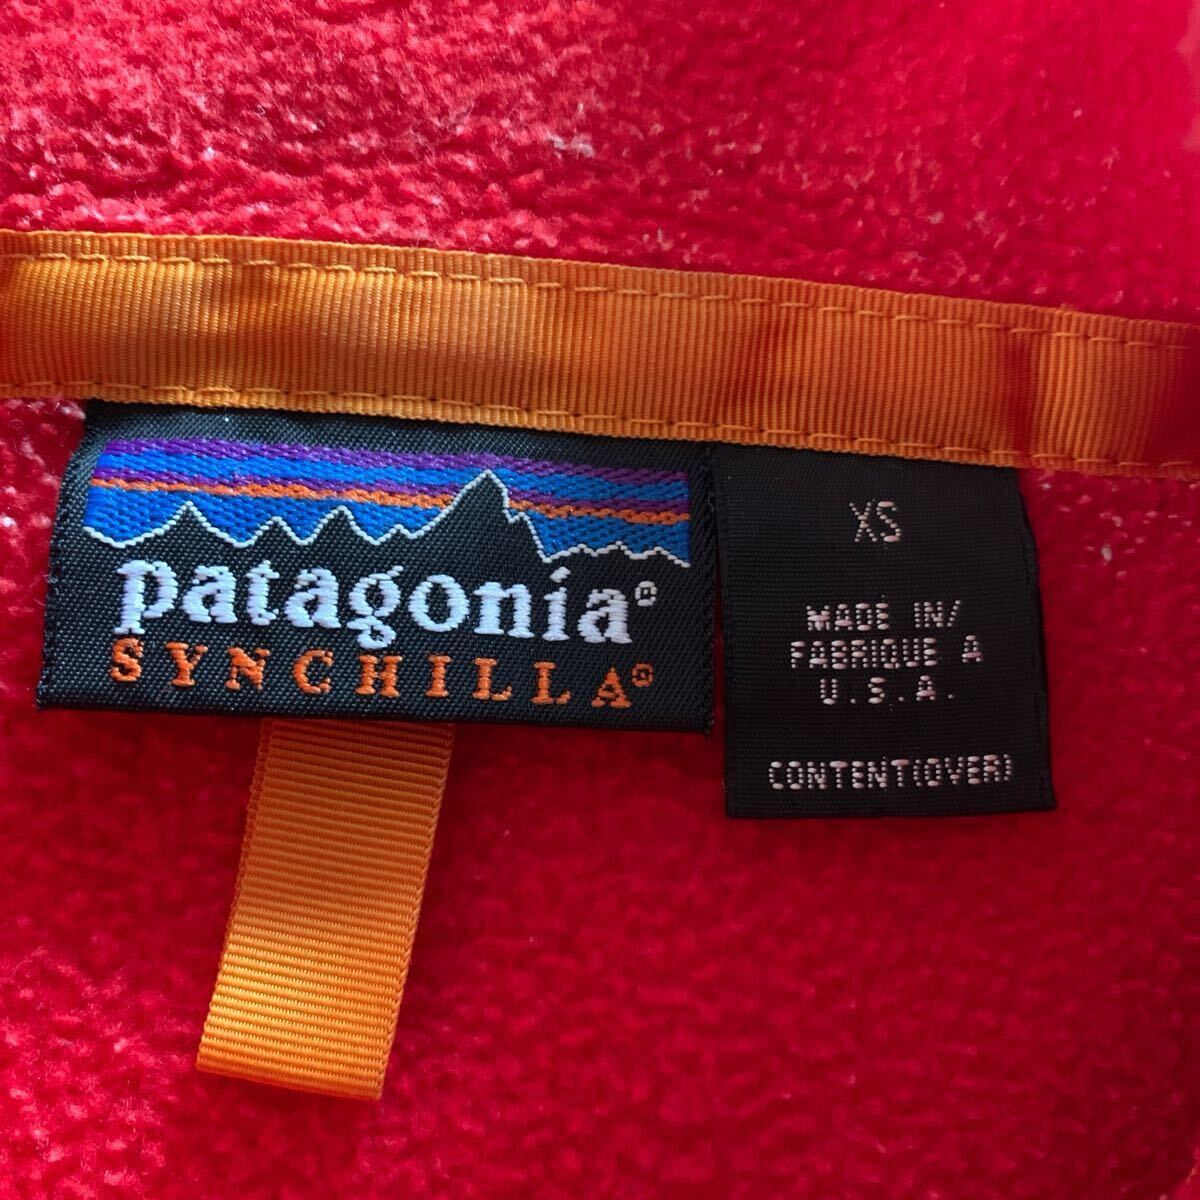 patagonia®
SYNCHILLA®
XS
MADE IN/
FABRIQUE A
U.S.A.
CONTENT(OVER)